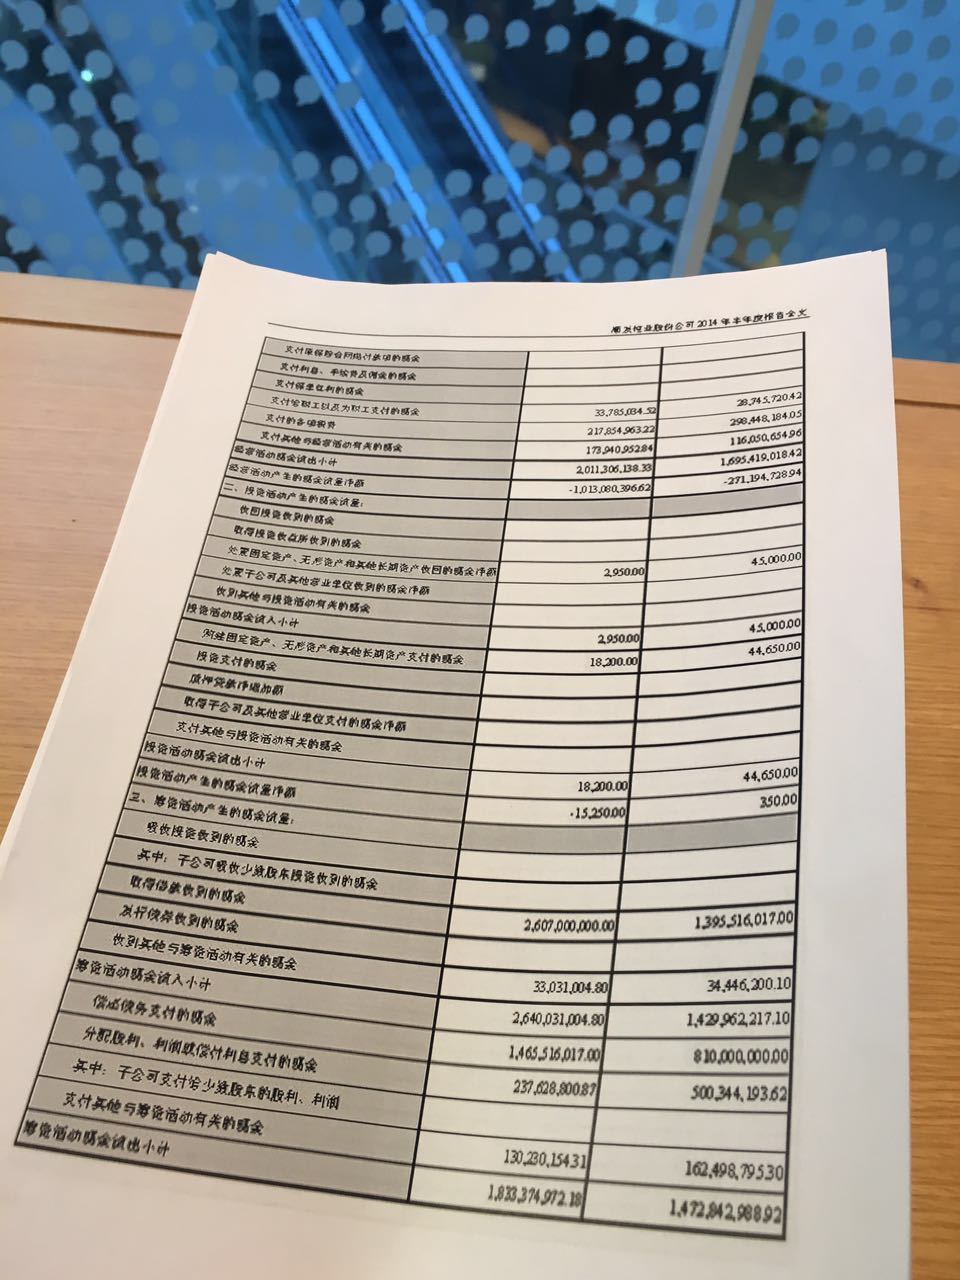 顺发恒业股份公司 2014 年半年度报告全文
支付原保险合同赔付款项的现金
支付利息、手续费及佣金的现金
支付保单红利的现金
支付给职工以及为职工支付的现金 33,785,034.52 28,745,720.42
支付的各项税费 217,854,963.22 298,448,184.05
支付其他与经营活动有关的现金 173,940,952.84 116,050,654.96
经营活动现金流出小计 2,011,306,138.33 1,695,419,018.42
经营活动产生的现金流量净额 -1,013,080,396.62 -271,194,728.94
二、投资活动产生的现金流量：
收回投资收到的现金
取得投资收益所收到的现金
处置固定资产、无形资产和其他长期资产收回的现金净额 2,950.00 45,000.00
处置子公司及其他营业单位收到的现金净额
收到其他与投资活动有关的现金
投资活动现金流入小计 2,950.00 45,000.00
购建固定资产、无形资产和其他长期资产支付的现金 18,200.00 44,650.00
投资支付的现金
质押贷款净增加额
取得子公司及其他营业单位支付的现金净额
支付其他与投资活动有关的现金
投资活动现金流出小计 18,200.00 44,650.00
投资活动产生的现金流量净额 -15,250.00 350.00
三、筹资活动产生的现金流量：
吸收投资收到的现金
其中：子公司吸收少数股东投资收到的现金
取得借款收到的现金 2,607,000,000.00 1,395,516,017.00
发行债券收到的现金
收到其他与筹资活动有关的现金 33,031,004.80 34,446,200.10
筹资活动现金流入小计 2,640,031,004.80 1,429,962,217.10
偿还债务支付的现金 1,465,516,017.00 810,000,000.00
分配股利、利润或偿付利息支付的现金 237,628,800.87 500,344,193.62
其中：子公司支付给少数股东的股利、利润
支付其他与筹资活动有关的现金 130,230,154.31 162,498,795.30
筹资活动现金流出小计 1,833,374,972.18 1,472,842,988.92